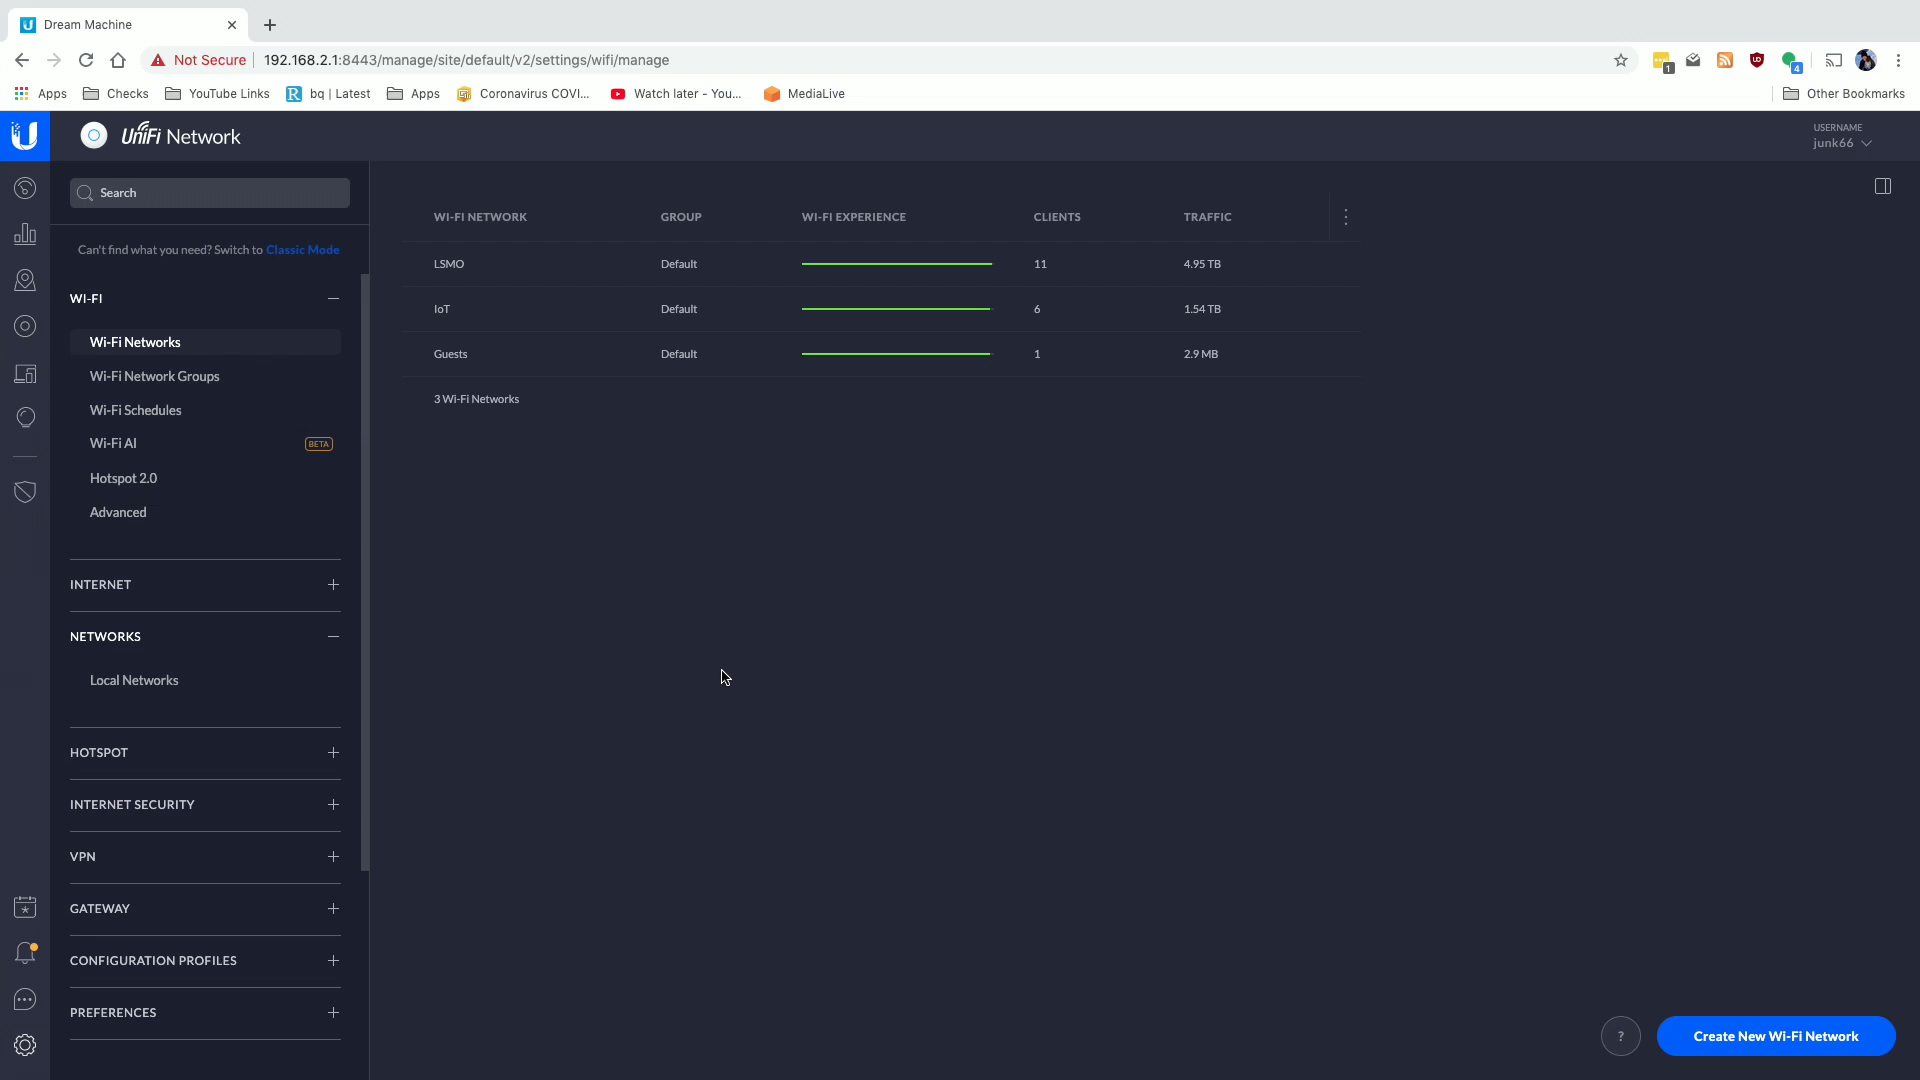 Dream Machine
Not Secure 192.168.2.1:8443/manage/site/default/v2/settings/wifi/manage
1
4
Apps Checks YouTube Links bq | Latest Apps Coronavirus COVI... Watch later - You... MediaLive Other Bookmarks
UniFi Network
USERNAME
junk66
Search
Can't find what you need? Switch to Classic Mode
WI-FI
Wi-Fi Networks
Wi-Fi Network Groups
Wi-Fi Schedules
Wi-Fi AI BETA
Hotspot 2.0
Advanced
INTERNET
NETWORKS
Local Networks
HOTSPOT
INTERNET SECURITY
VPN
GATEWAY
CONFIGURATION PROFILES
PREFERENCES
WI-FI NETWORK GROUP WI-FI EXPERIENCE CLIENTS TRAFFIC
LSMO Default 11 4.95 TB
IoT Default 6 1.54 TB
Guests Default 1 2.9 MB
3 Wi-Fi Networks
? Create New Wi-Fi Network